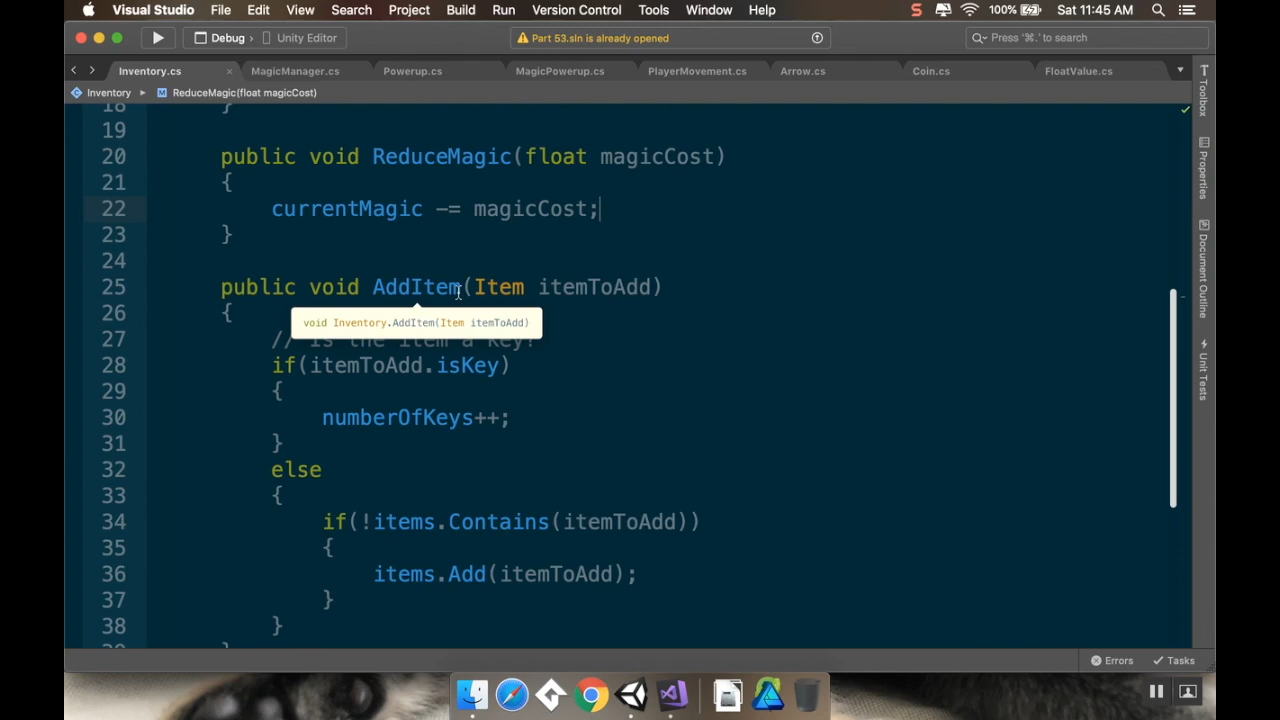 Visual Studio File Edit View Search Project Build Run Version Control Tools Window Help S 100% Sat 11:45 AM
Debug › Unity Editor Part 53.sln is already opened Press '⌘.' to search
Inventory.cs × MagicManager.cs Powerup.cs MagicPowerup.cs PlayerMovement.cs Arrow.cs Coin.cs FloatValue.cs
Inventory ▸ M ReduceMagic(float magicCost)
18 }
19
20 public void ReduceMagic(float magicCost)
21 {
22 currentMagic -= magicCost;
23 }
24
25 public void AddItem(Item itemToAdd)
26 {
void Inventory.AddItem(Item itemToAdd)
27 // Is the item a key?
28 if(itemToAdd.isKey)
29 {
30 numberOfKeys++;
31 }
32 else
33 {
34 if(!items.Contains(itemToAdd))
35 {
36 items.Add(itemToAdd);
37 }
38 }
Toolbox
Properties
Document Outline
Unit Tests
Errors Tasks